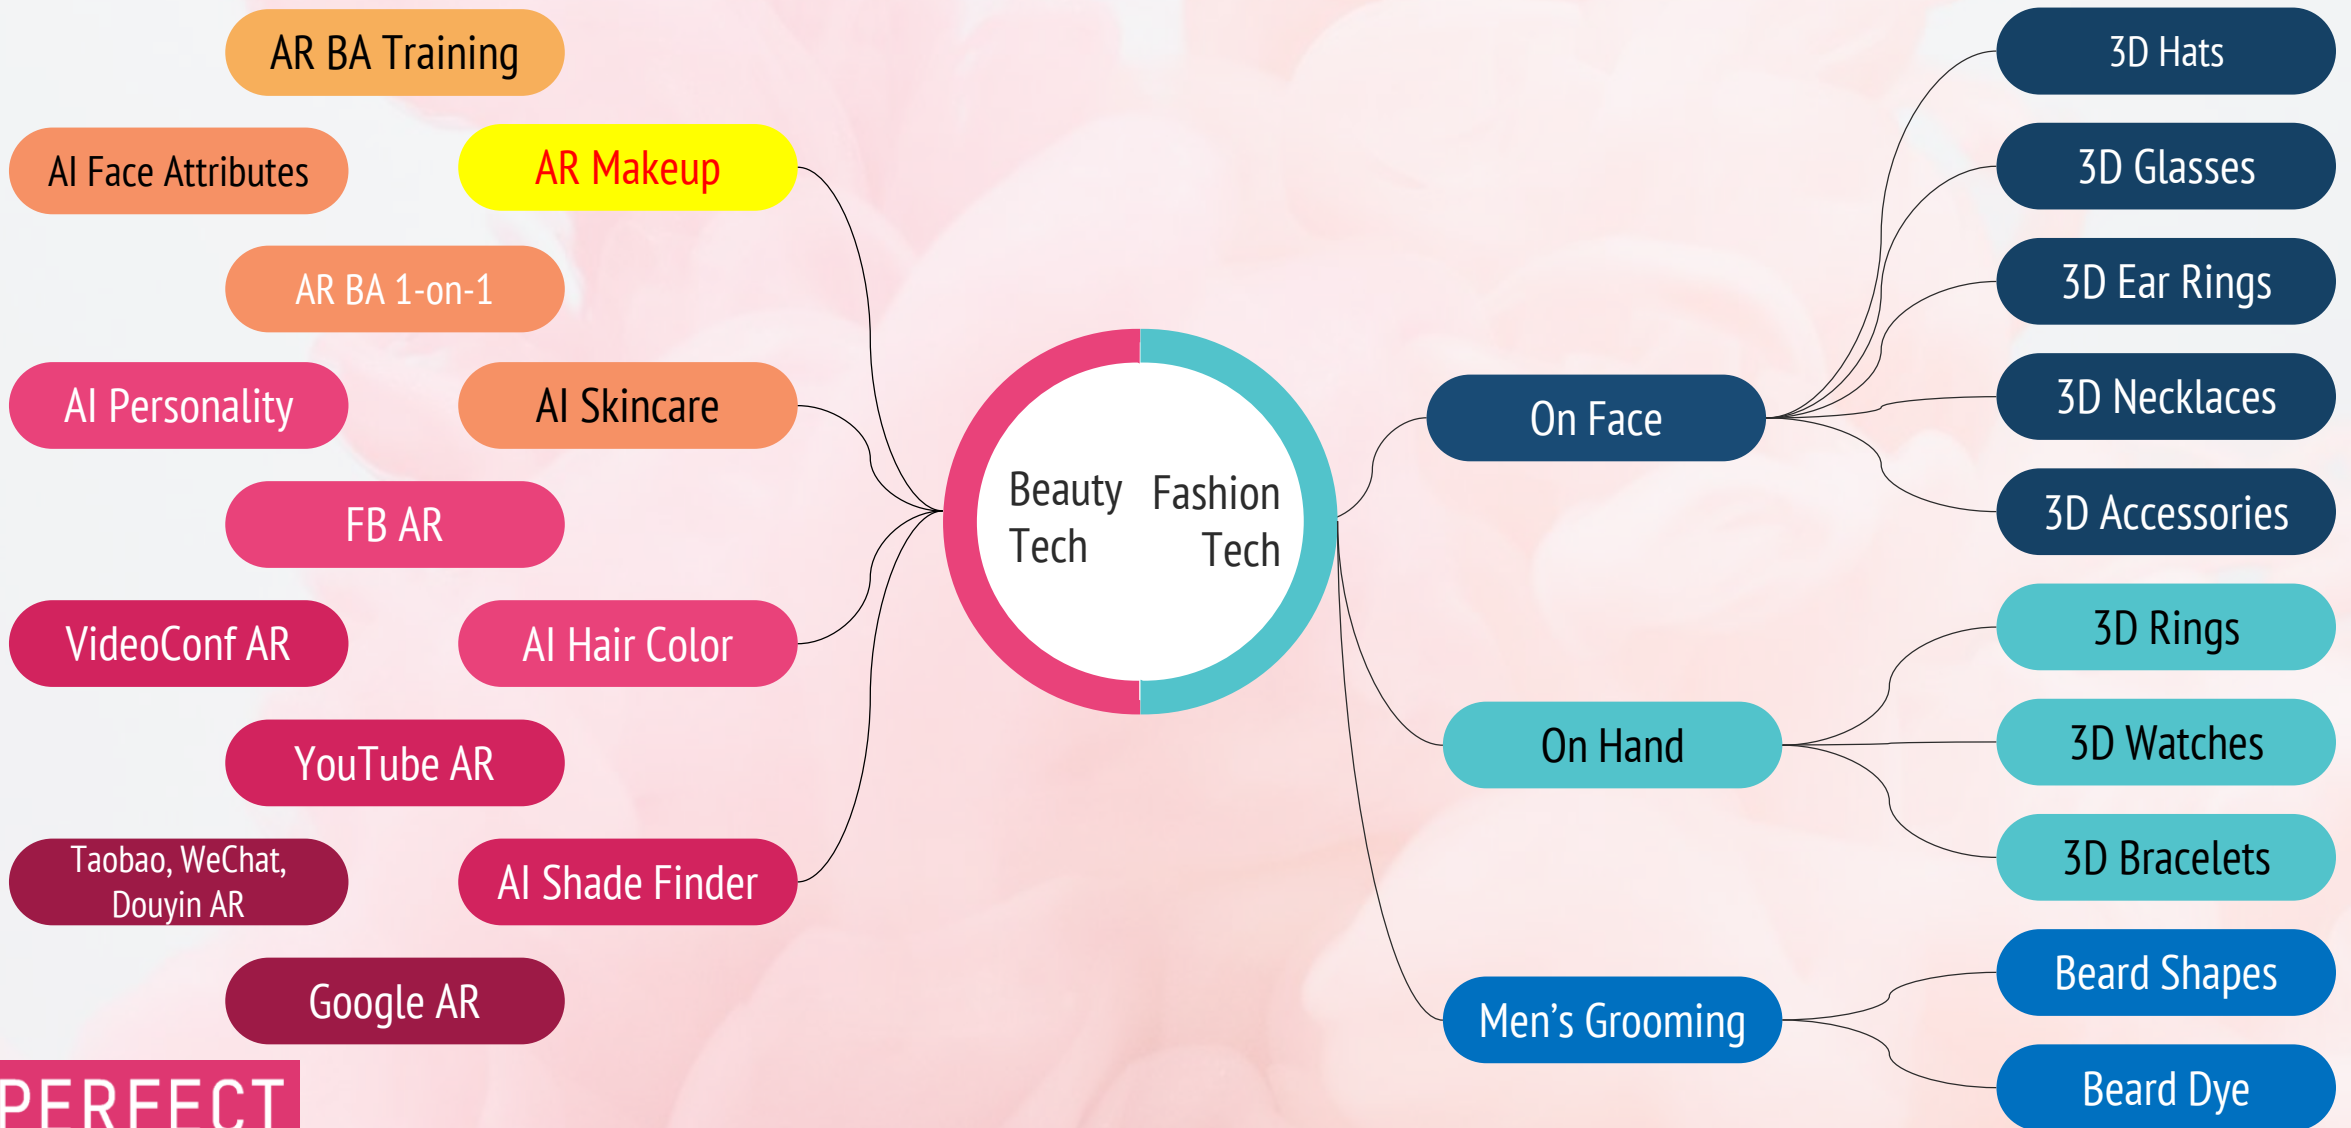 AR BA Training
AI Face Attributes
AR Makeup
AR BA 1-on-1
AI Personality
AI Skincare
FB AR
VideoConf AR
AI Hair Color
YouTube AR
Taobao, WeChat,
Douyin AR
AI Shade Finder
Google AR
PERFECT
Beauty
Tech
Fashion
Tech
On Face
3D Hats
3D Glasses
3D Ear Rings
3D Necklaces
3D Accessories
On Hand
3D Rings
3D Watches
3D Bracelets
Men’s Grooming
Beard Shapes
Beard Dye